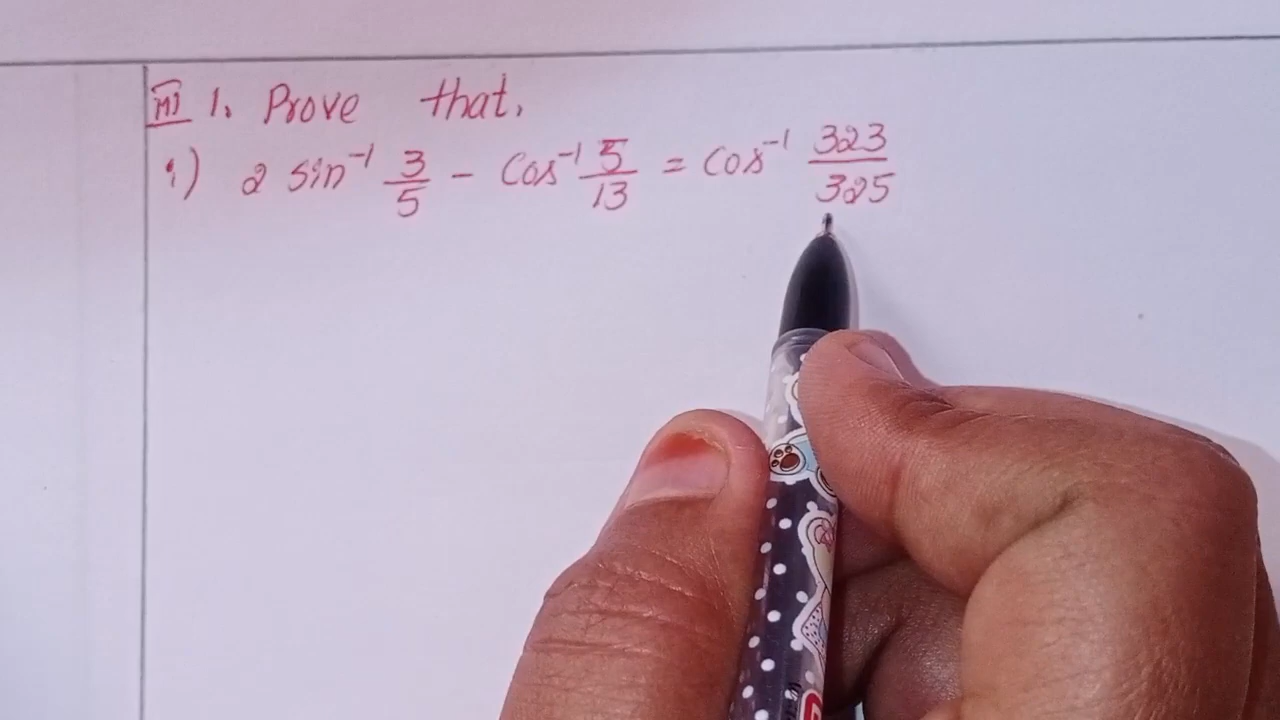 III 1. Prove that,
i) 2 sin⁻¹ 3/5 - Cos⁻¹ 5/13 = Cos⁻¹ 323/325